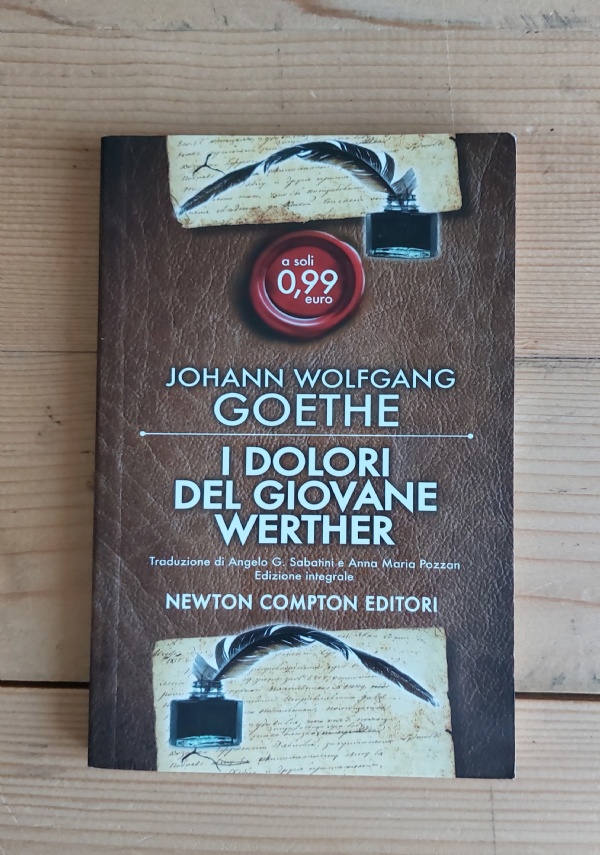 a soli
0,99
euro
JOHANN WOLFGANG
GOETHE
I DOLORI
DEL GIOVANE
WERTHER
Traduzione di Angelo G. Sabatini e Anna Maria Pozzan
Edizione integrale
NEWTON COMPTON EDITORI